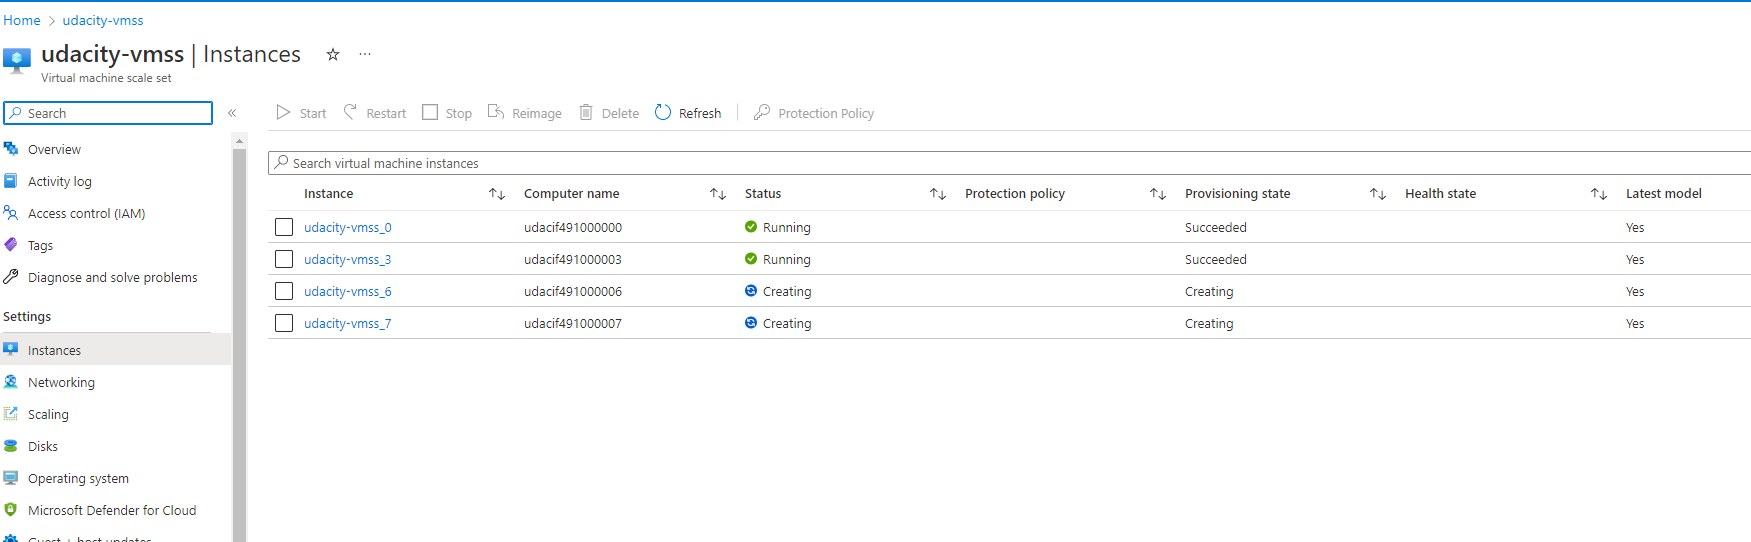 Home > udacity-vmss
udacity-vmss | Instances ☆ ···
Virtual machine scale set
Search «
Start Restart Stop Reimage Delete Refresh Protection Policy
Overview
Activity log
Access control (IAM)
Tags
Diagnose and solve problems
Settings
Instances
Networking
Scaling
Disks
Operating system
Microsoft Defender for Cloud
Guest + host updates
Search virtual machine instances
Instance ↑↓ Computer name ↑↓ Status ↑↓ Protection policy ↑↓ Provisioning state ↑↓ Health state ↑↓ Latest model
udacity-vmss_0 udacif491000000 Running Succeeded Yes
udacity-vmss_3 udacif491000003 Running Succeeded Yes
udacity-vmss_6 udacif491000006 Creating Creating Yes
udacity-vmss_7 udacif491000007 Creating Creating Yes